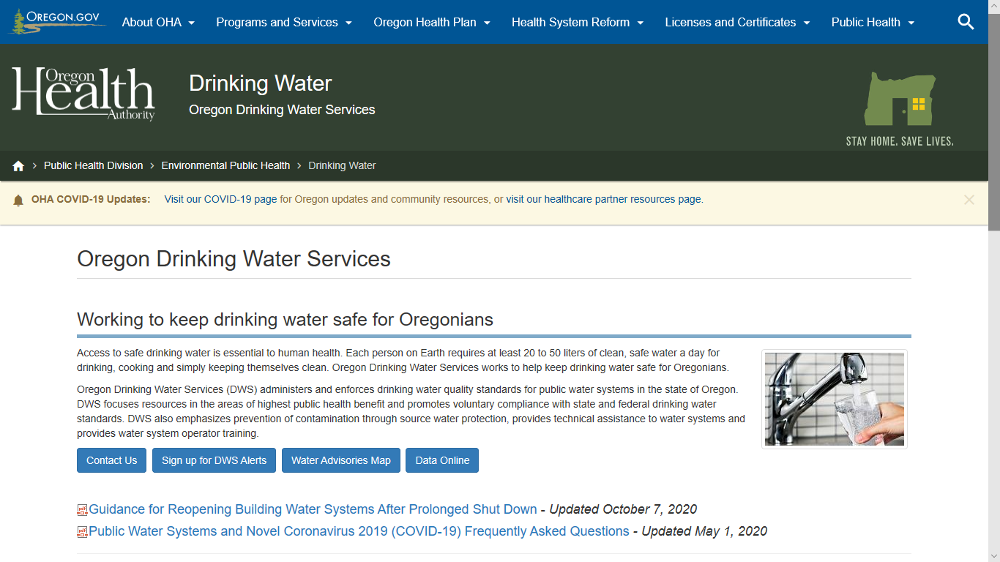 OREGON.GOV
About OHA
Programs and Services
Oregon Health Plan
Health System Reform
Licenses and Certificates
Public Health
Oregon
Health
Authority
Drinking Water
Oregon Drinking Water Services
STAY HOME. SAVE LIVES.
Public Health Division
Environmental Public Health
Drinking Water
OHA COVID-19 Updates: Visit our COVID-19 page for Oregon updates and community resources, or visit our healthcare partner resources page.
Oregon Drinking Water Services
Working to keep drinking water safe for Oregonians
Access to safe drinking water is essential to human health. Each person on Earth requires at least 20 to 50 liters of clean, safe water a day for
drinking, cooking and simply keeping themselves clean. Oregon Drinking Water Services works to help keep drinking water safe for Oregonians.
Oregon Drinking Water Services (DWS) administers and enforces drinking water quality standards for public water systems in the state of Oregon.
DWS focuses resources in the areas of highest public health benefit and promotes voluntary compliance with state and federal drinking water
standards. DWS also emphasizes prevention of contamination through source water protection, provides technical assistance to water systems and
provides water system operator training.
Contact Us
Sign up for DWS Alerts
Water Advisories Map
Data Online
Guidance for Reopening Building Water Systems After Prolonged Shut Down - Updated October 7, 2020
Public Water Systems and Novel Coronavirus 2019 (COVID-19) Frequently Asked Questions - Updated May 1, 2020